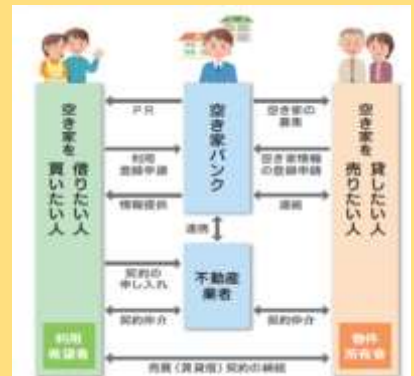 空き家を
借りたい人
買いたい人
利用
希望者
PR
利用
登録申請
情報提供
契約の
申し入れ
契約仲介
空き家バンク
連携
不動産
業者
空き家の
募集
空き家情報
の登録申請
連絡
契約仲介
空き家を
貸したい人
売りたい人
物件
所有者
売買（賃貸借）契約の締結